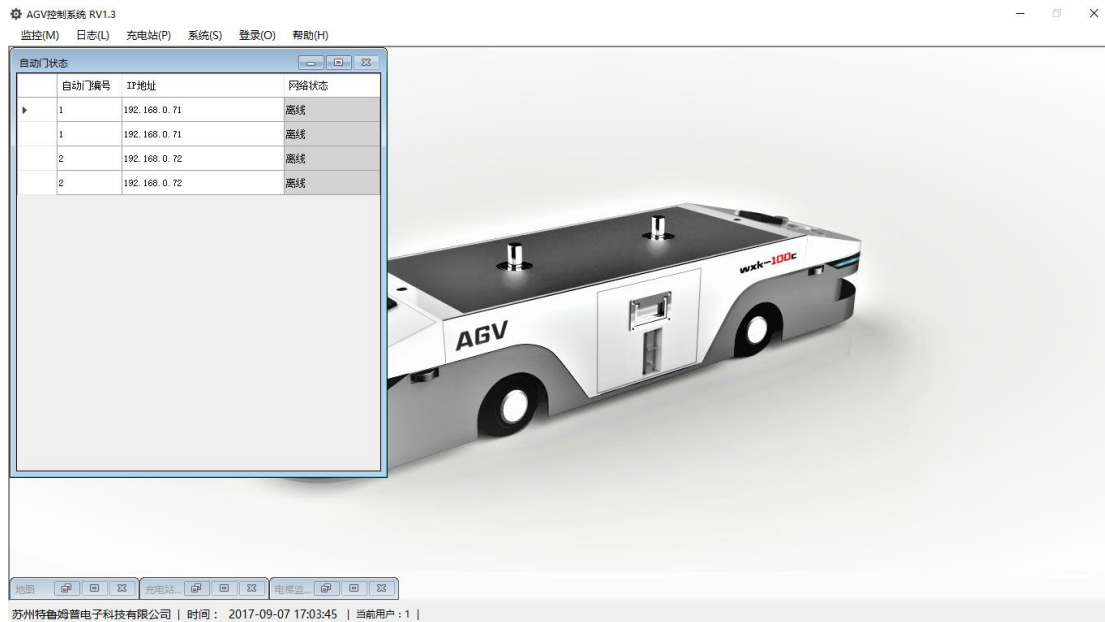 AGV控制系统 RV1.3
监控(M) 日志(L) 充电站(P) 系统(S) 登录(O) 帮助(H)
自动门状态
自动门编号 IP地址 网络状态
1 192.168.0.71 离线
1 192.168.0.71 离线
2 192.168.0.72 离线
2 192.168.0.72 离线
wxk-100c
AGV
地图 充电站... 电梯监...
苏州特鲁姆普电子科技有限公司 | 时间： 2017-09-07 17:03:45 | 当前用户：1 |